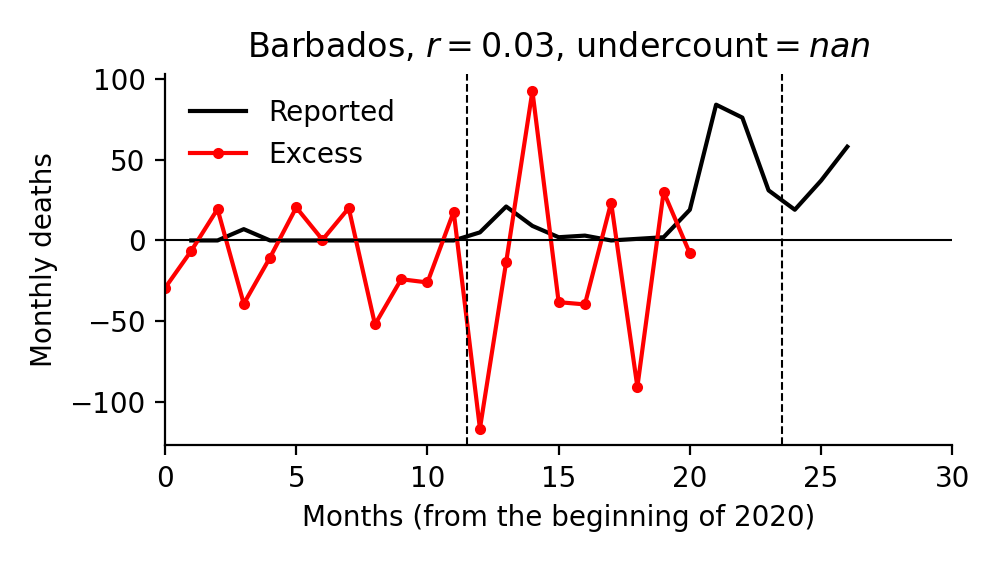 Barbados, r = 0.03, undercount = nan
Reported
Excess
Monthly deaths
100
50
0
−50
−100
0 5 10 15 20 25 30
Months (from the beginning of 2020)